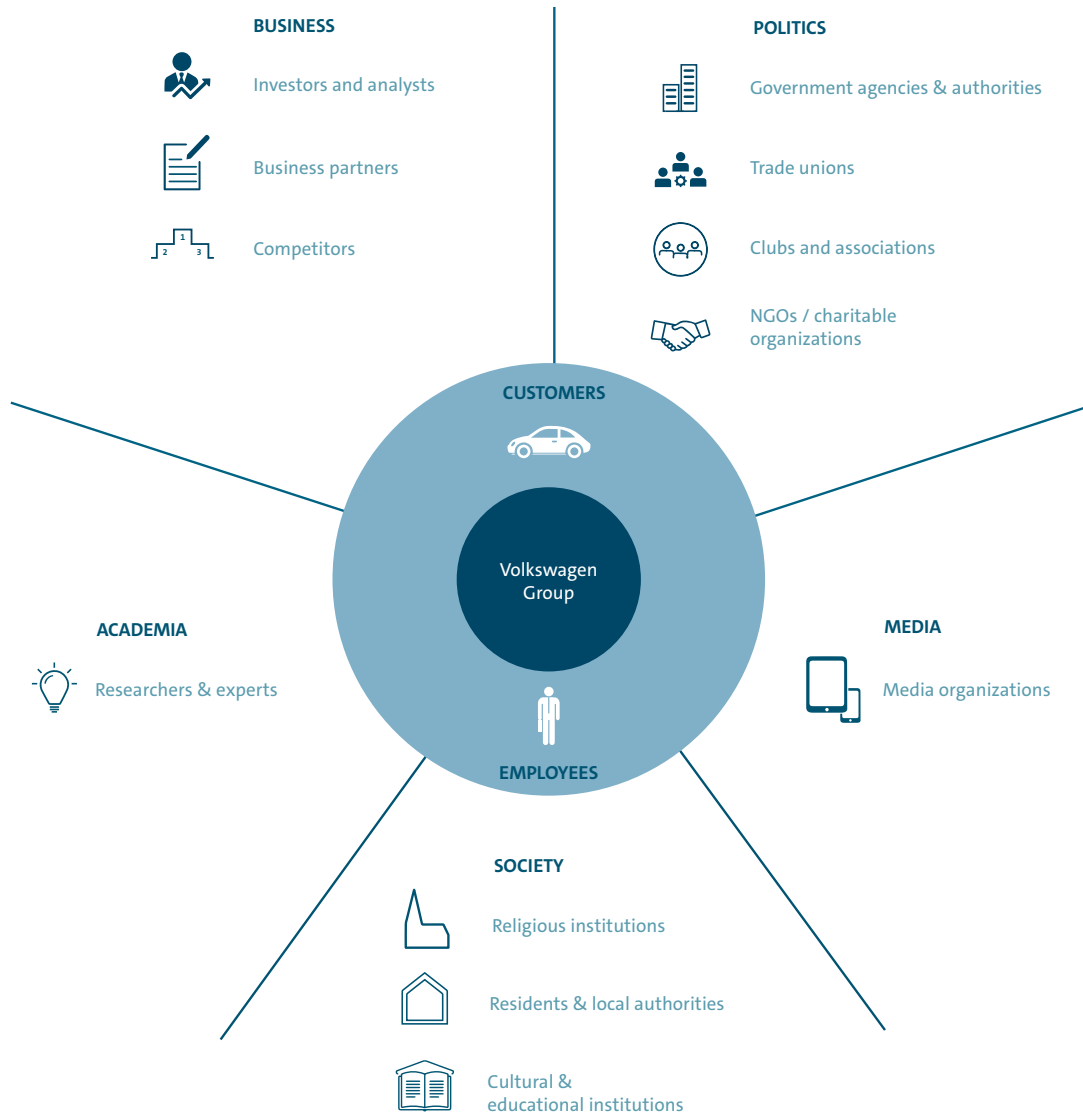 BUSINESS
Investors and analysts
Business partners
1
2
3
Competitors
POLITICS
Government agencies & authorities
Trade unions
Clubs and associations
NGOs / charitable
organizations
CUSTOMERS
Volkswagen
Group
EMPLOYEES
ACADEMIA
Researchers & experts
MEDIA
Media organizations
SOCIETY
Religious institutions
Residents & local authorities
Cultural &
educational institutions